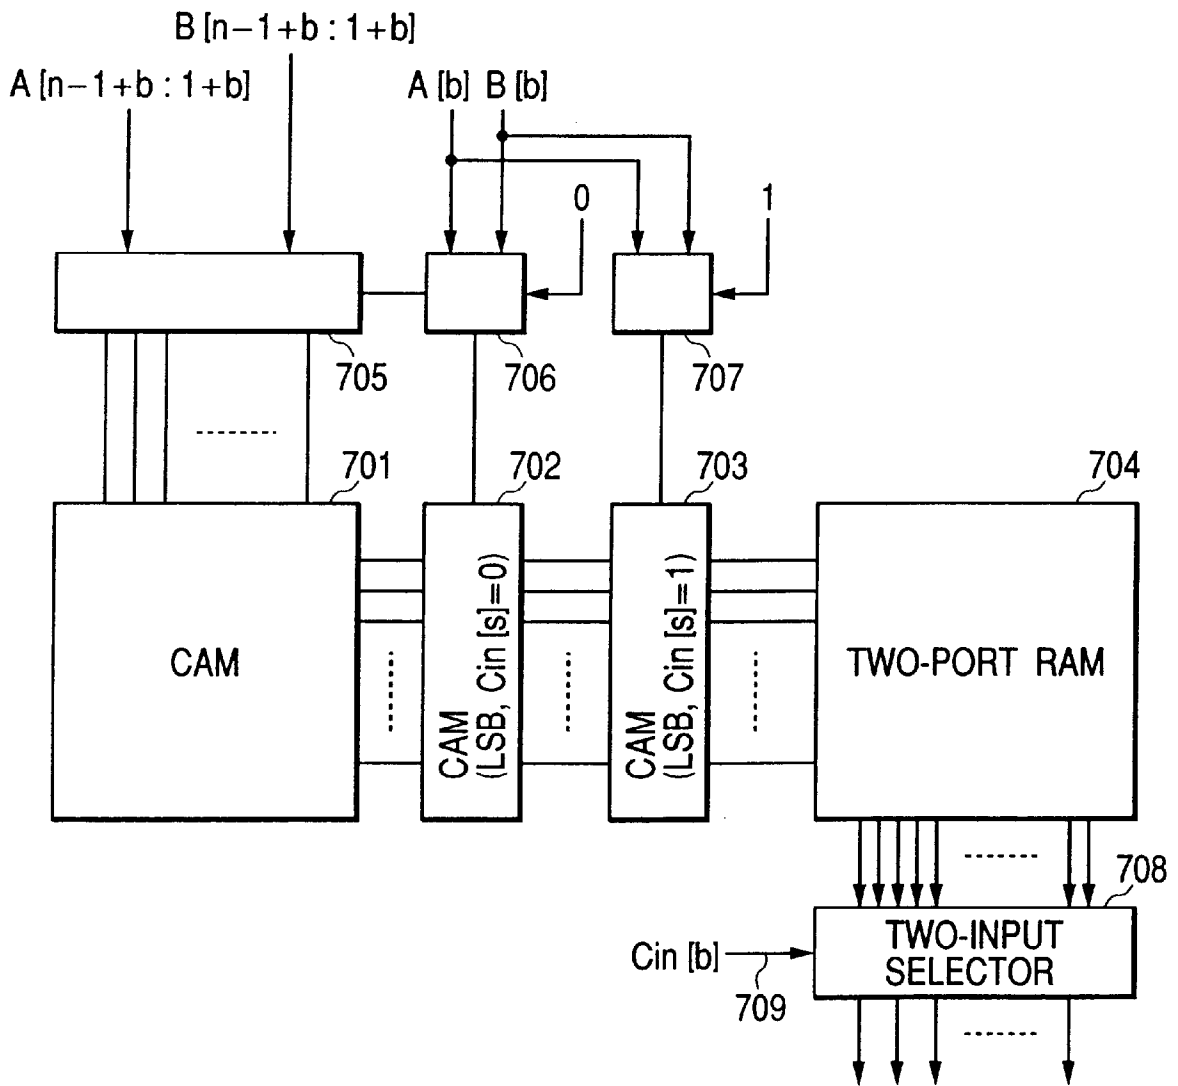 B [n-1+b : 1+b]
A [n-1+b : 1+b]
A [b] B [b]
0
1
705
706
707
701
702
703
704
CAM
CAM
(LSB, Cin [s]=0)
CAM
(LSB, Cin [s]=1)
TWO-PORT RAM
708
TWO-INPUT
SELECTOR
Cin [b]
709